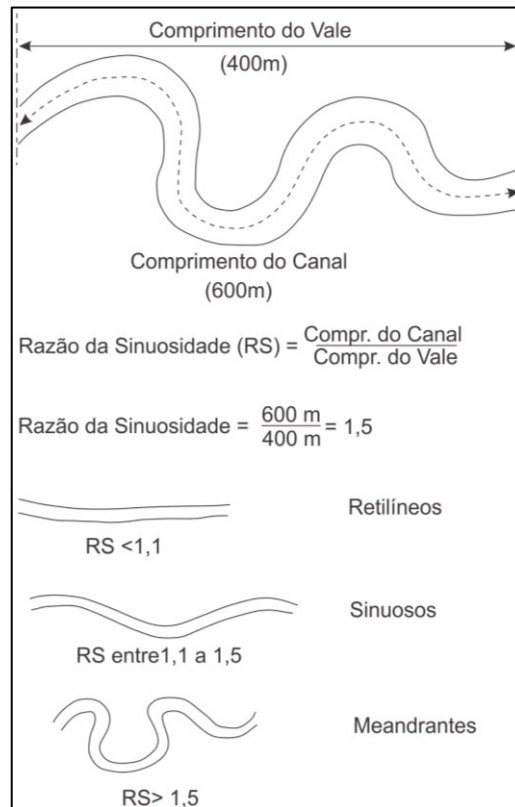 Comprimento do Vale
(400m)
Comprimento do Canal
(600m)
Razão da Sinuosidade (RS) = Compr. do Canal
Compr. do Vale
Razão da Sinuosidade = 600 m
400 m = 1,5
Retilíneos
RS <1,1
Sinuosos
RS entre1,1 a 1,5
Meandrantes
RS> 1,5